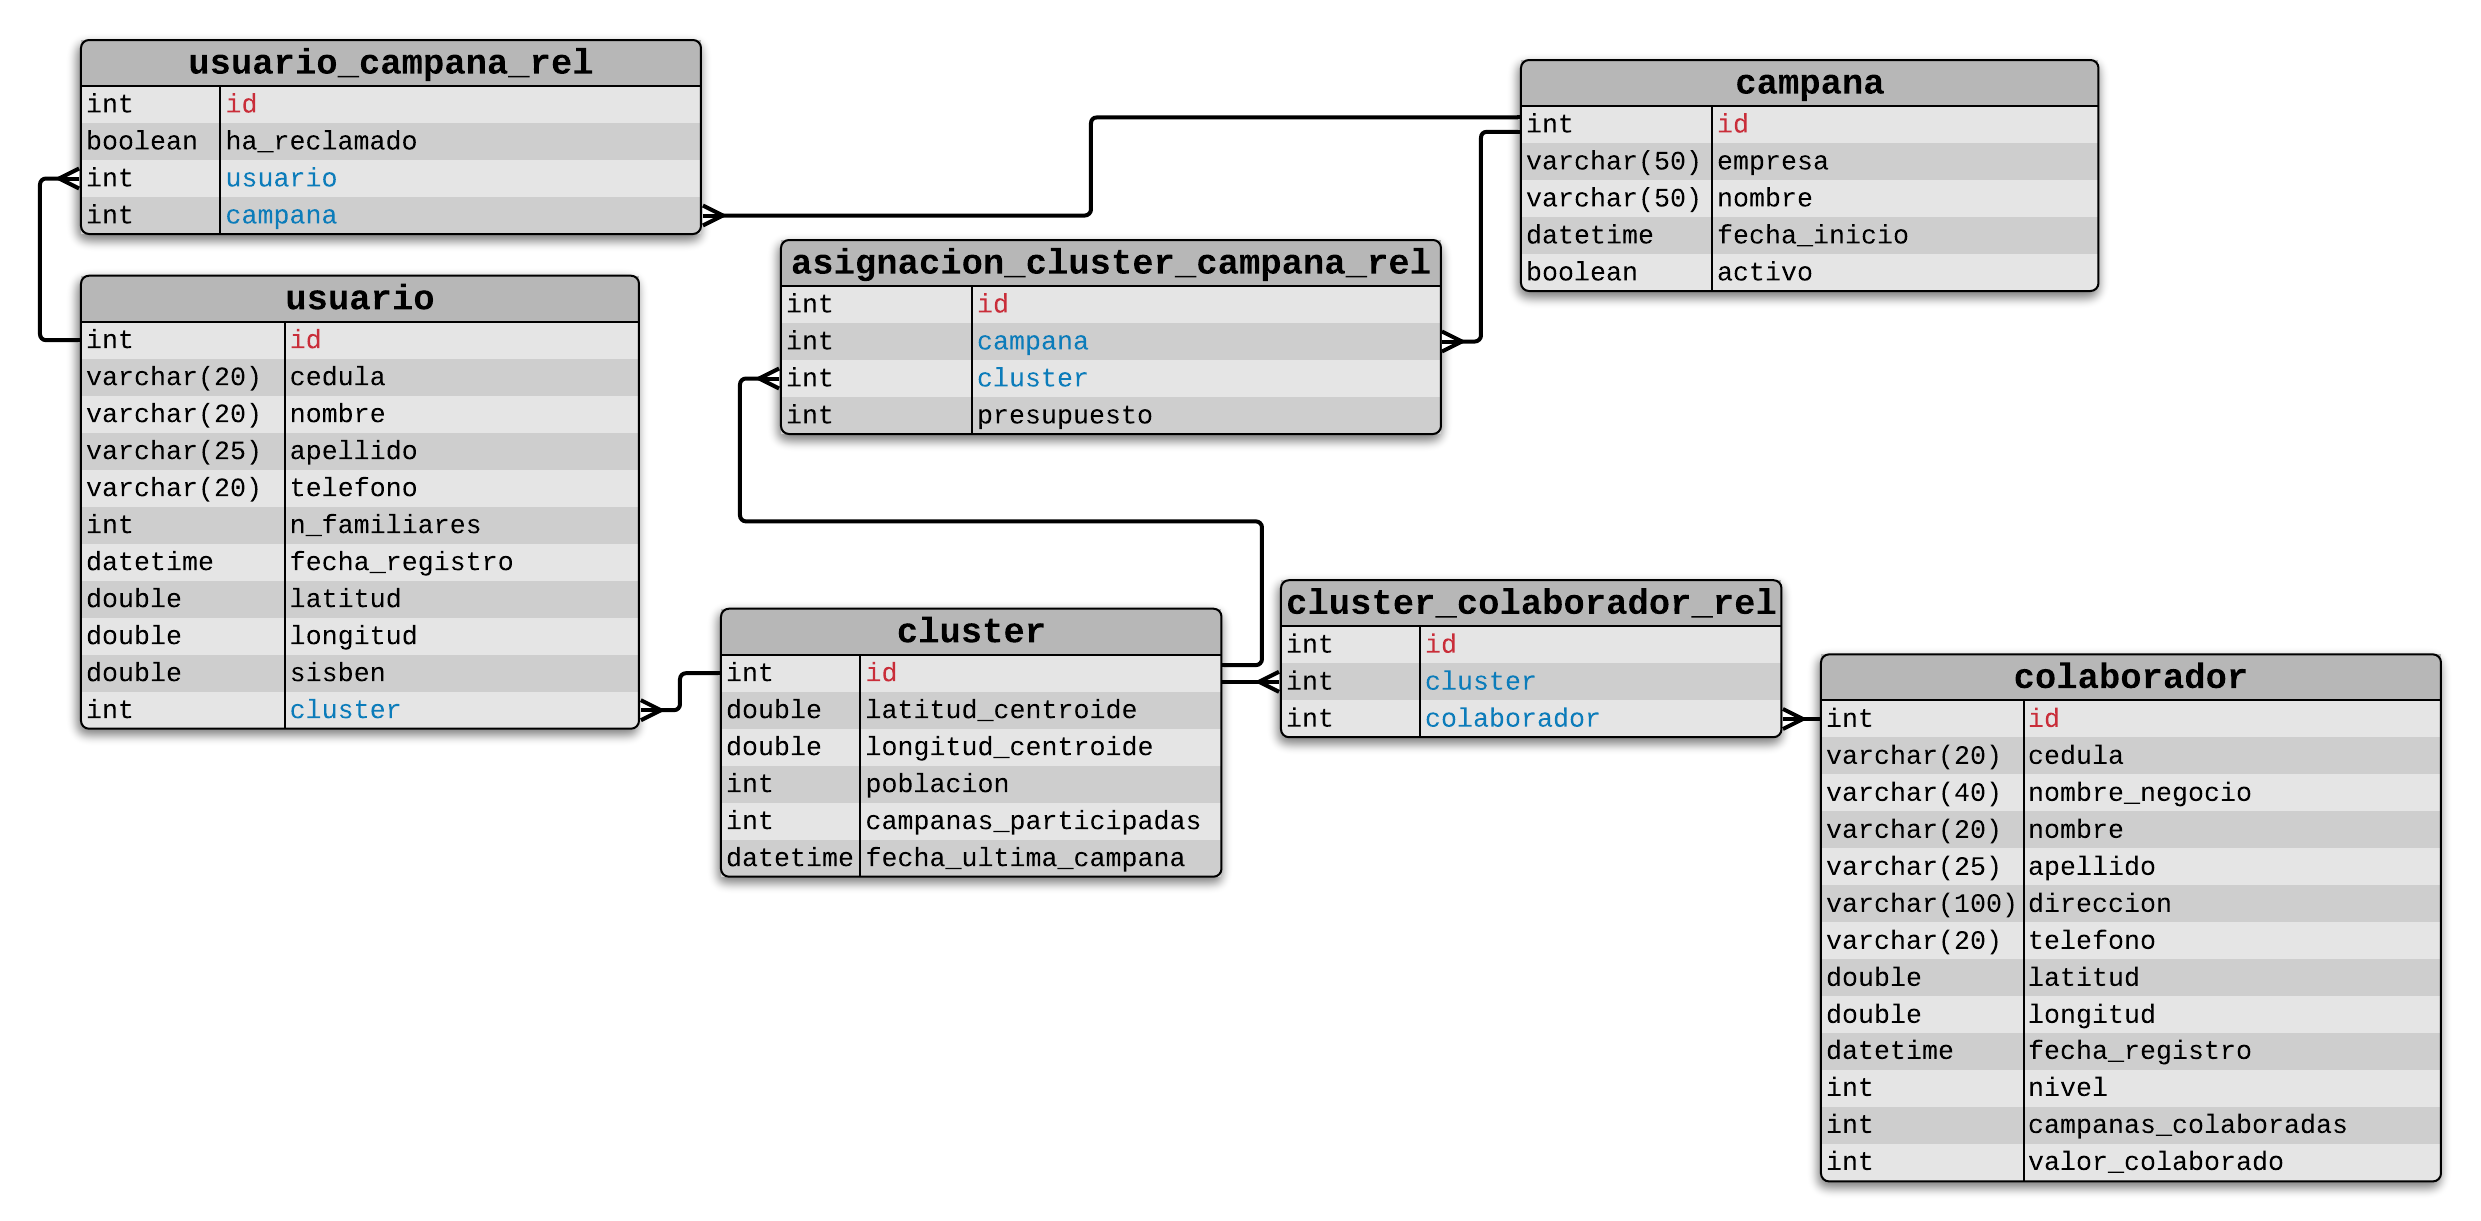 usuario_campana_rel
int id
boolean ha_reclamado
int usuario
int campana
campana
int id
varchar(50) empresa
varchar(50) nombre
datetime fecha_inicio
boolean activo
asignacion_cluster_campana_rel
int id
int campana
int cluster
int presupuesto
usuario
int id
varchar(20) cedula
varchar(20) nombre
varchar(25) apellido
varchar(20) telefono
int n_familiares
datetime fecha_registro
double latitud
double longitud
double sisben
int cluster
cluster
int id
double latitud_centroide
double longitud_centroide
int poblacion
int campanas_participadas
datetime fecha_ultima_campana
cluster_colaborador_rel
int id
int cluster
int colaborador
colaborador
int id
varchar(20) cedula
varchar(40) nombre_negocio
varchar(20) nombre
varchar(25) apellido
varchar(100) direccion
varchar(20) telefono
double latitud
double longitud
datetime fecha_registro
int nivel
int campanas_colaboradas
int valor_colaborado